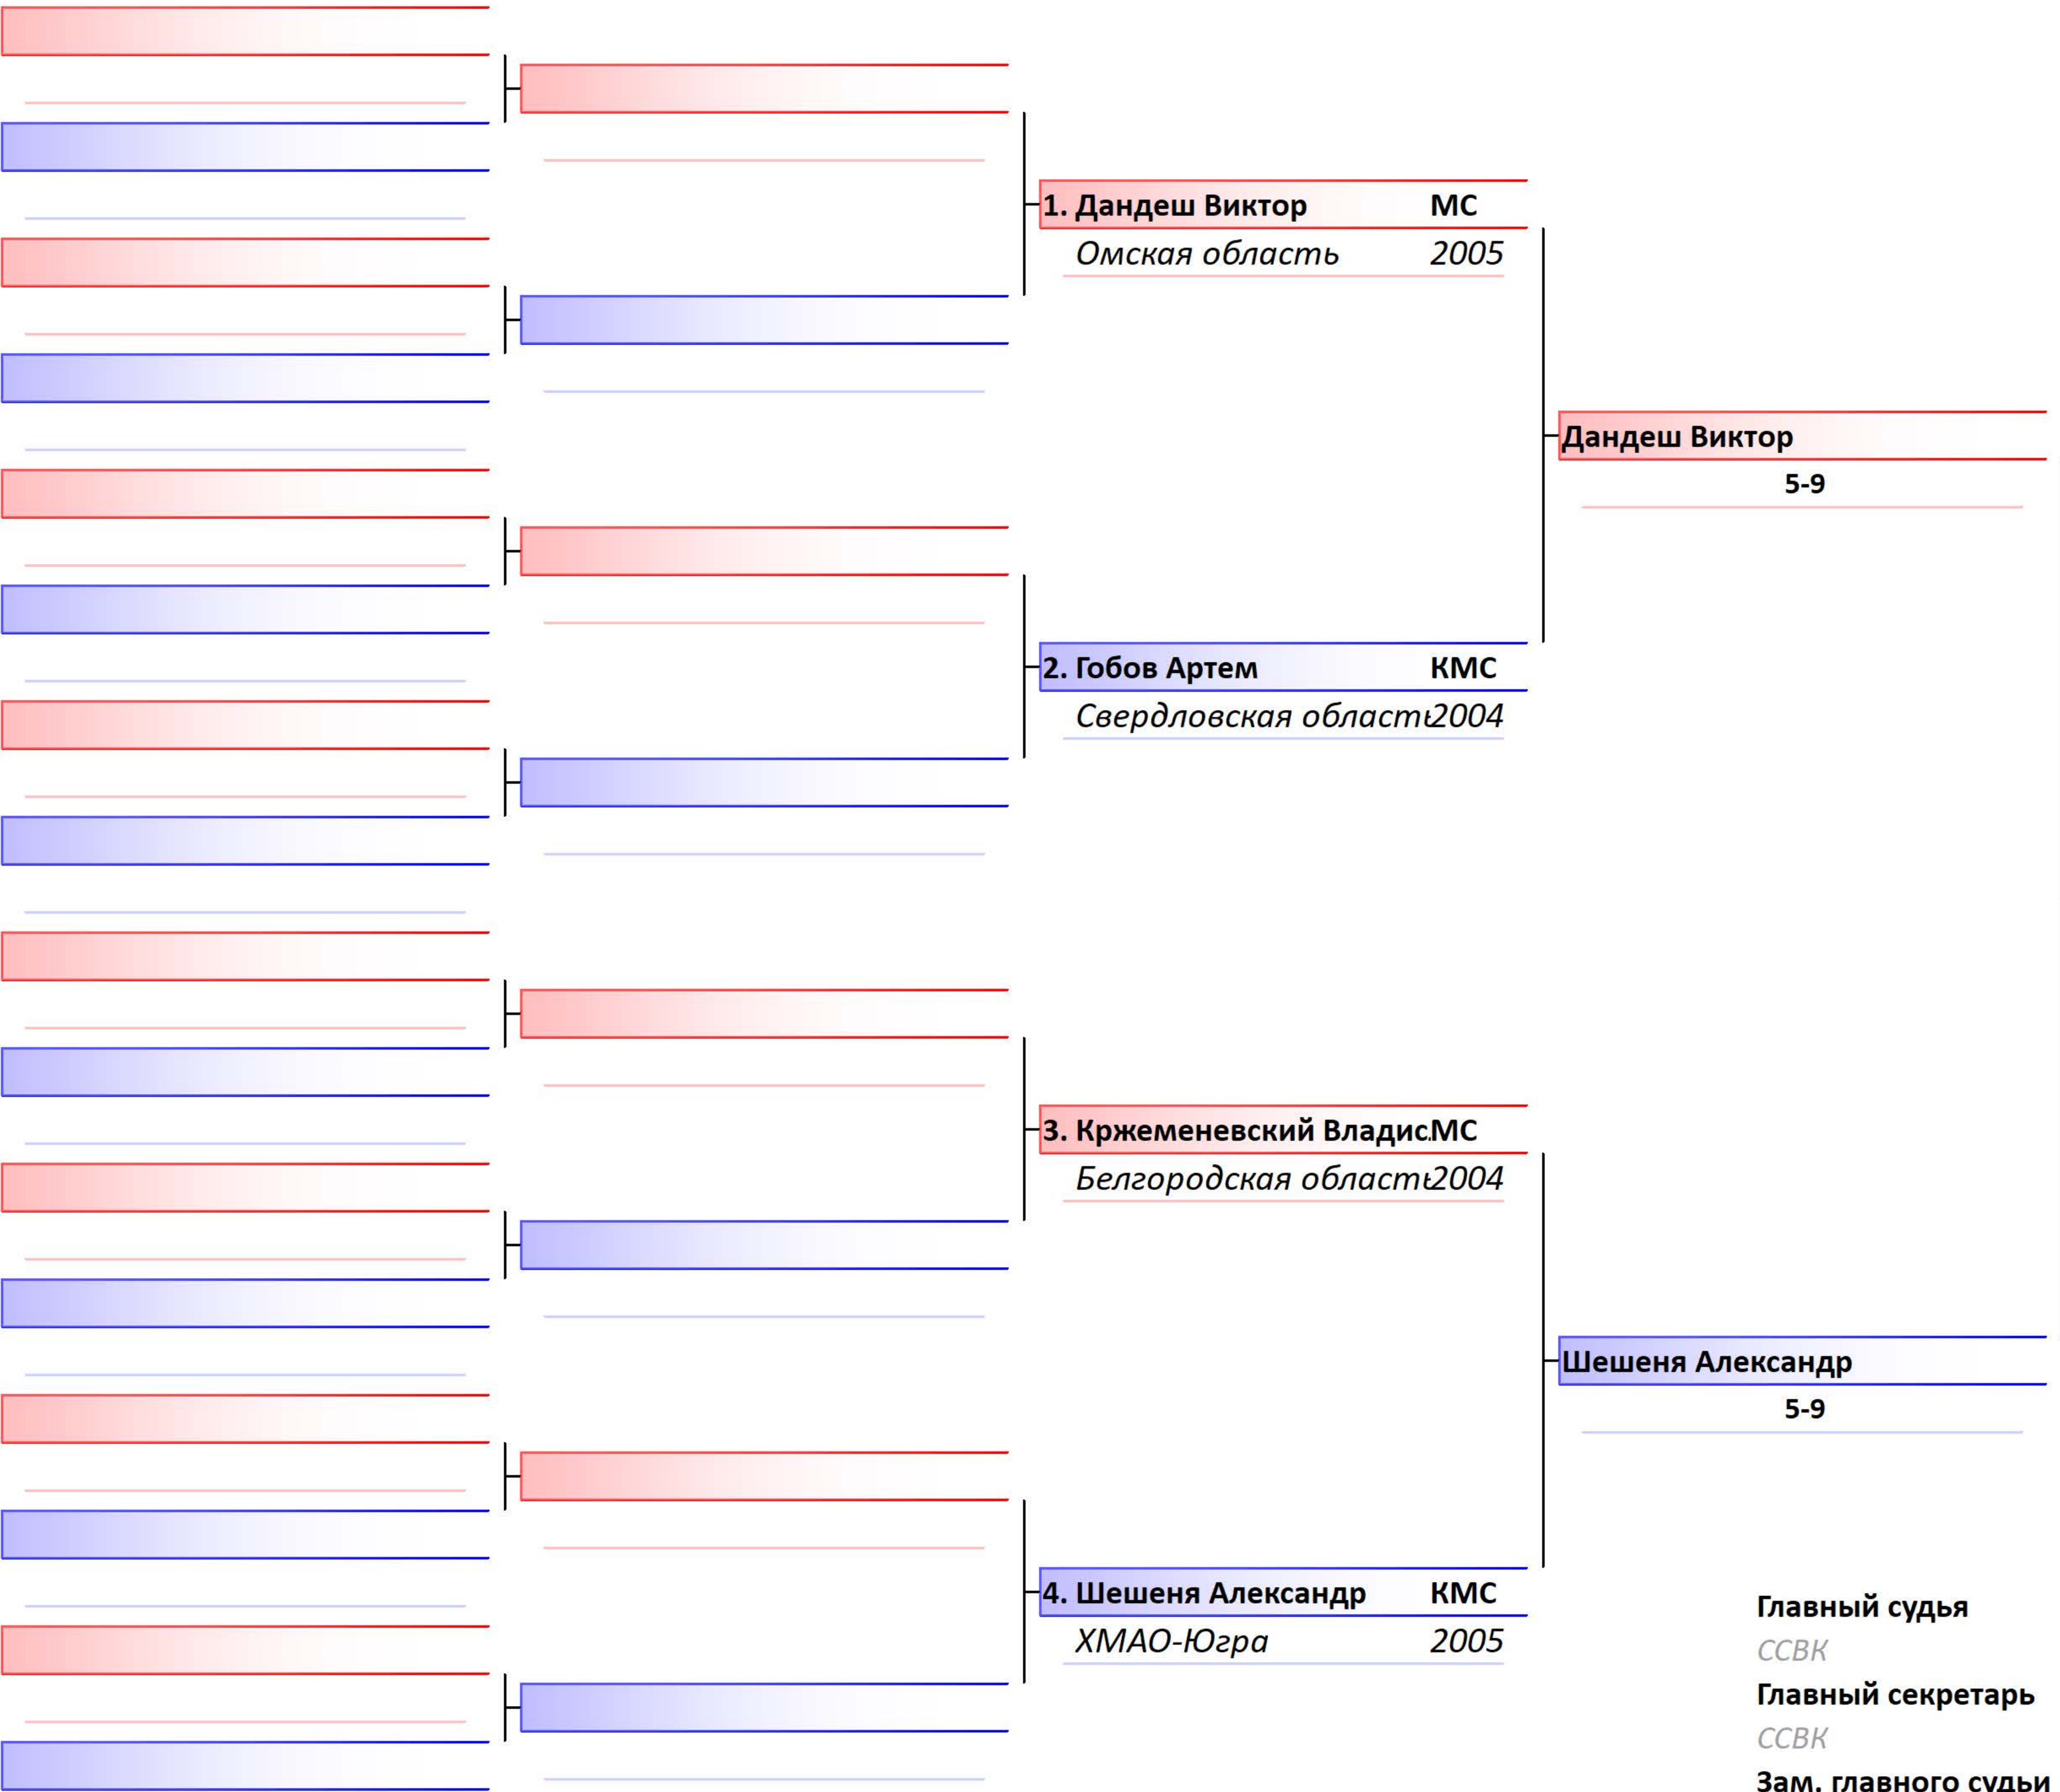 1. Дандеш Виктор МС
Омская область 2005
Дандеш Виктор
5-9
2. Гобов Артем КМС
Свердловская область 2004
3. Кржеменевский Владис МС
Белгородская область 2004
Шешеня Александр
5-9
4. Шешеня Александр КМС
ХМАО-Югра 2005
Главный судья
ССВК
Главный секретарь
ССВК
Зам. главного судьи